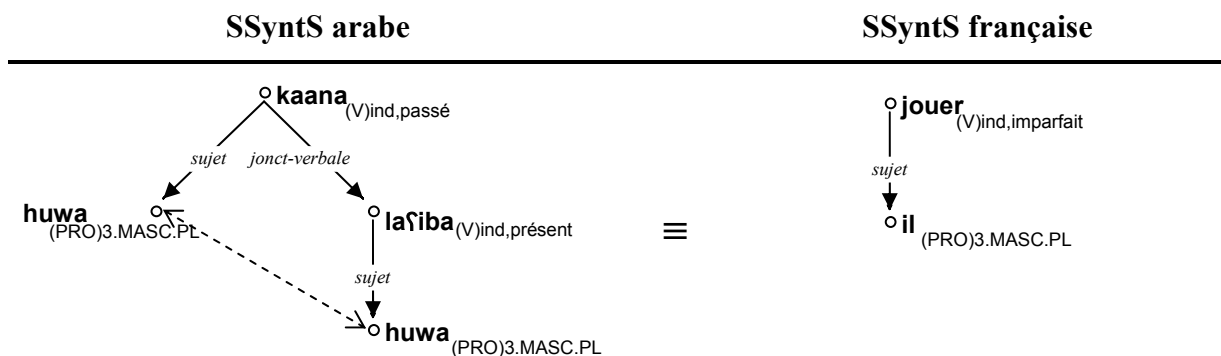 SSyntS arabe SSyntS française
kaana(V)ind,passé jouer(V)ind,imparfait
sujet jonct-verbale sujet
huwa(PRO)3.MASC.PL laʕiba(V)ind,présent ≡ il (PRO)3.MASC.PL
sujet
huwa(PRO)3.MASC.PL